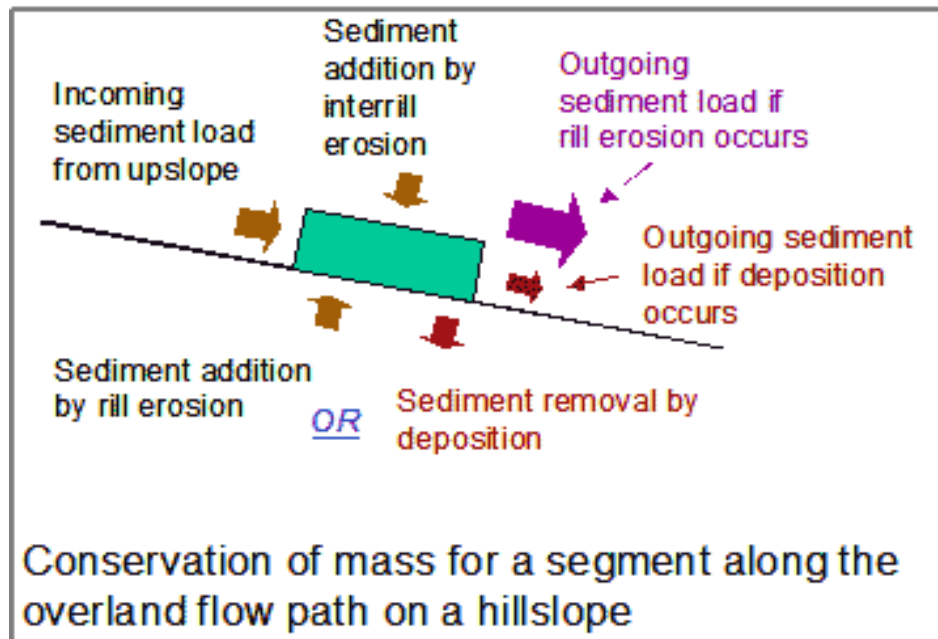 Sediment
addition by
interrill
erosion
Incoming
sediment load
from upslope
Outgoing
sediment load if
rill erosion occurs
Outgoing sediment
load if deposition
occurs
Sediment addition
by rill erosion
OR
Sediment removal by
deposition
Conservation of mass for a segment along the
overland flow path on a hillslope